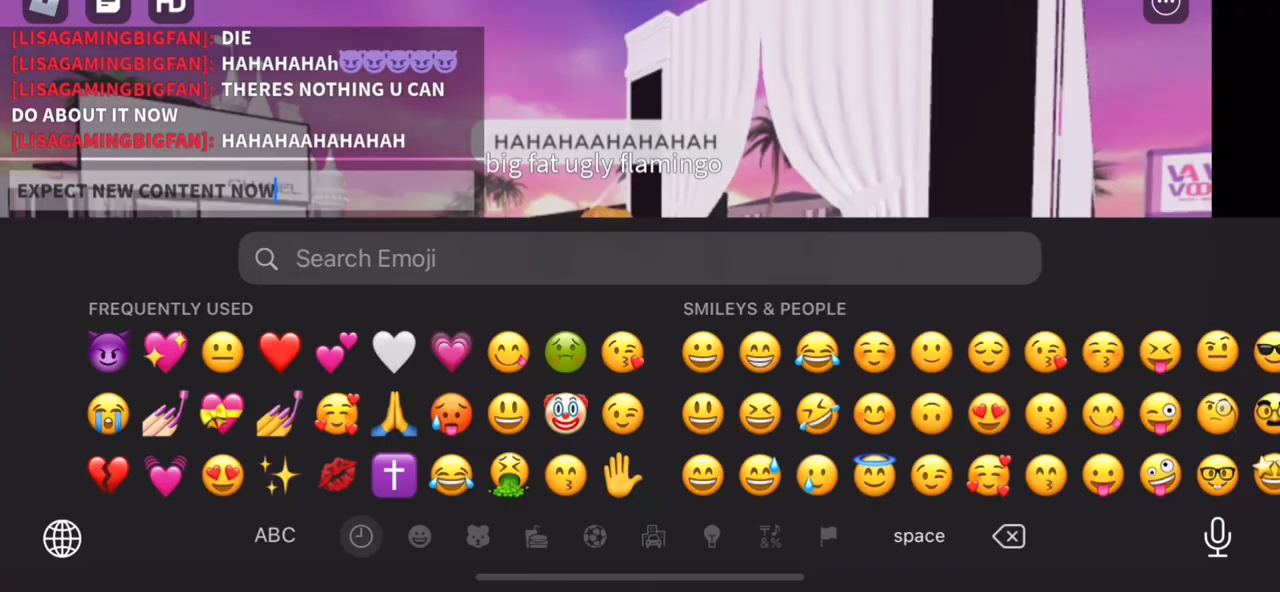 HD
[LISAGAMINGBIGFAN]: DIE
[LISAGAMINGBIGFAN]: HAHAHAHAh😈😈😈😈😈
[LISAGAMINGBIGFAN]: THERES NOTHING U CAN
DO ABOUT IT NOW
[LISAGAMINGBIGFAN]: HAHAHAAHAHAHAH
HAHAHAAHAHAHAH
big fat ugly flamingo
EXPECT NEW CONTENT NOW
Search Emoji
FREQUENTLY USED
SMILEYS & PEOPLE
ABC
space